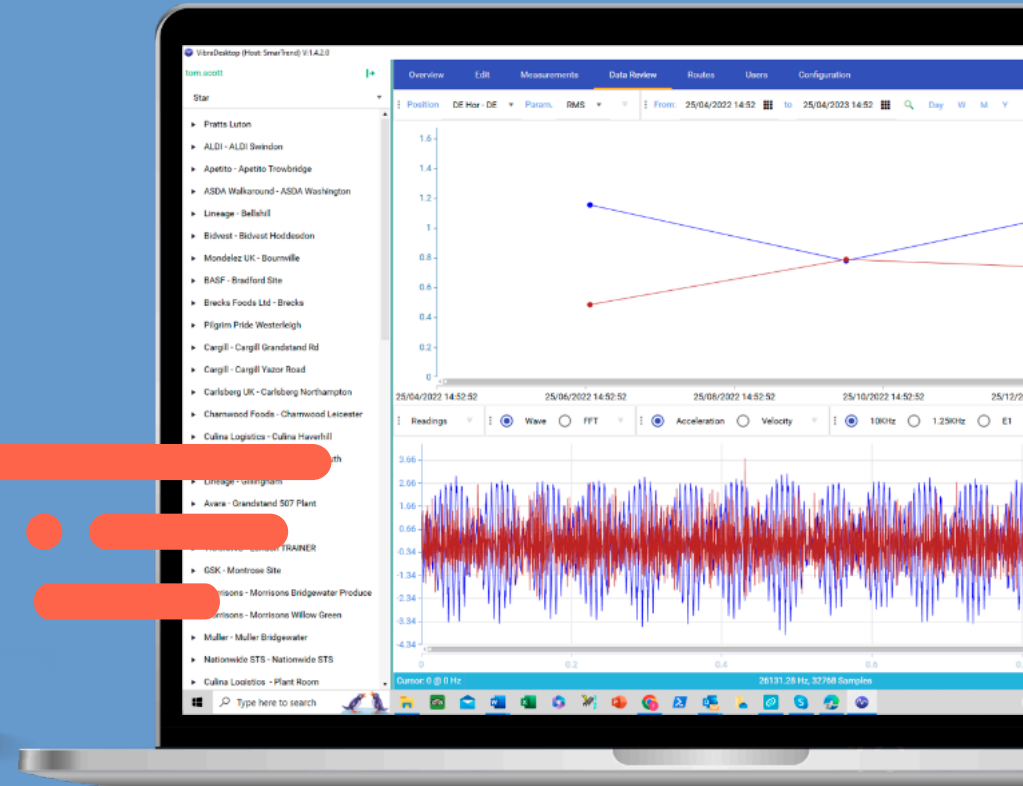 VibraDesktop (Host: SmarTrend) V:1.4.2.0
tom.scott
Star
Pratts Luton
ALDI - ALDI Swindon
Apetito - Apetito Trowbridge
ASDA Walkaround - ASDA Washington
Lineage - Bellshill
Bidvest - Bidvest Hoddesdon
Mondelez UK - Bournville
BASF - Bradford Site
Brecks Foods Ltd - Brecks
Pilgrim Pride Westerleigh
Cargill - Cargill Grandstand Rd
Cargill - Cargill Yazor Road
Carlsberg UK - Carlsberg Northampton
Charnwood Foods - Charnwood Leicester
Culina Logistics - Culina Haverhill
Lineage - Gillingham
Avara - Grandstand 507 Plant
TRAINER
GSK - Montrose Site
Morrisons - Morrisons Bridgewater Produce
Morrisons - Morrisons Willow Green
Muller - Muller Bridgewater
Nationwide STS - Nationwide STS
Culina Logistics - Plant Room
Overview Edit Measurements Data Review Routes Users Configuration
Position DE Hor - DE Param. RMS From: 25/04/2022 14:52 to 25/04/2023 14:52 Day W M Y
1.6
1.4
1.2
1
0.8
0.6
0.4
0.2
0
25/04/2022 14:52:52 25/06/2022 14:52:52 25/08/2022 14:52:52 25/10/2022 14:52:52 25/12/2
Readings Wave FFT Acceleration Velocity 10KHz 1.25KHz E1
3.66
2.66
1.66
0.66
-0.34
-1.34
-2.34
-3.34
-4.34
0 0.2 0.4 0.6 0.
Cursor: 0 @ 0 Hz 26131.28 Hz, 32768 Samples
Type here to search